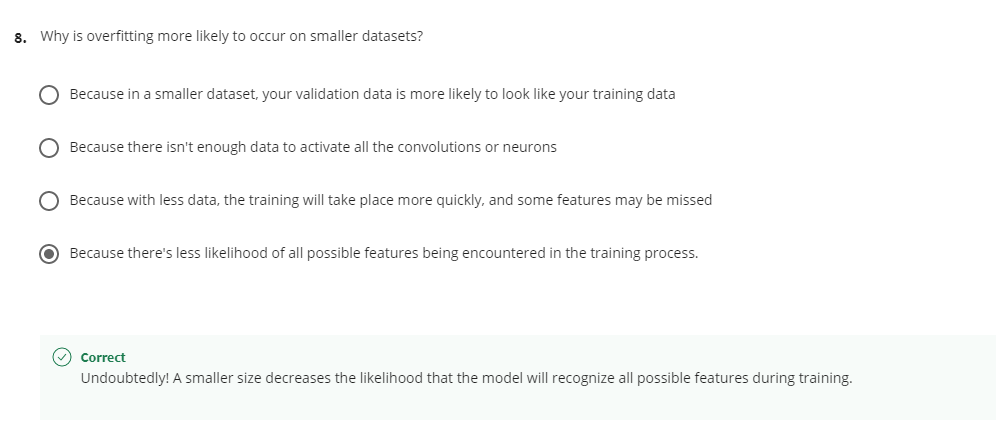 8. Why is overfitting more likely to occur on smaller datasets?
Because in a smaller dataset, your validation data is more likely to look like your training data
Because there isn't enough data to activate all the convolutions or neurons
Because with less data, the training will take place more quickly, and some features may be missed
Because there's less likelihood of all possible features being encountered in the training process.
Correct
Undoubtedly! A smaller size decreases the likelihood that the model will recognize all possible features during training.